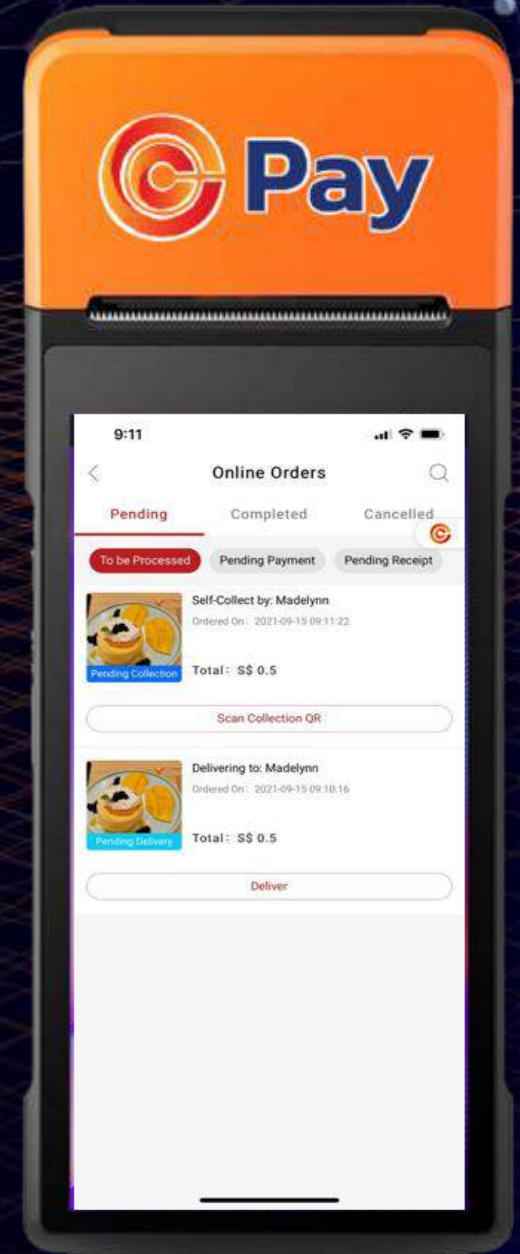 Pay
9:11
Online Orders
Pending Completed Cancelled
To be Processed Pending Payment Pending Receipt
Self-Collect by: Madelynn
Ordered On: 2021-09-15 09:11:22
Pending Collection
Total: S$ 0.5
Scan Collection QR
Delivering to: Madelynn
Ordered On: 2021-09-15 09:10:16
Pending Delivery
Total: S$ 0.5
Deliver